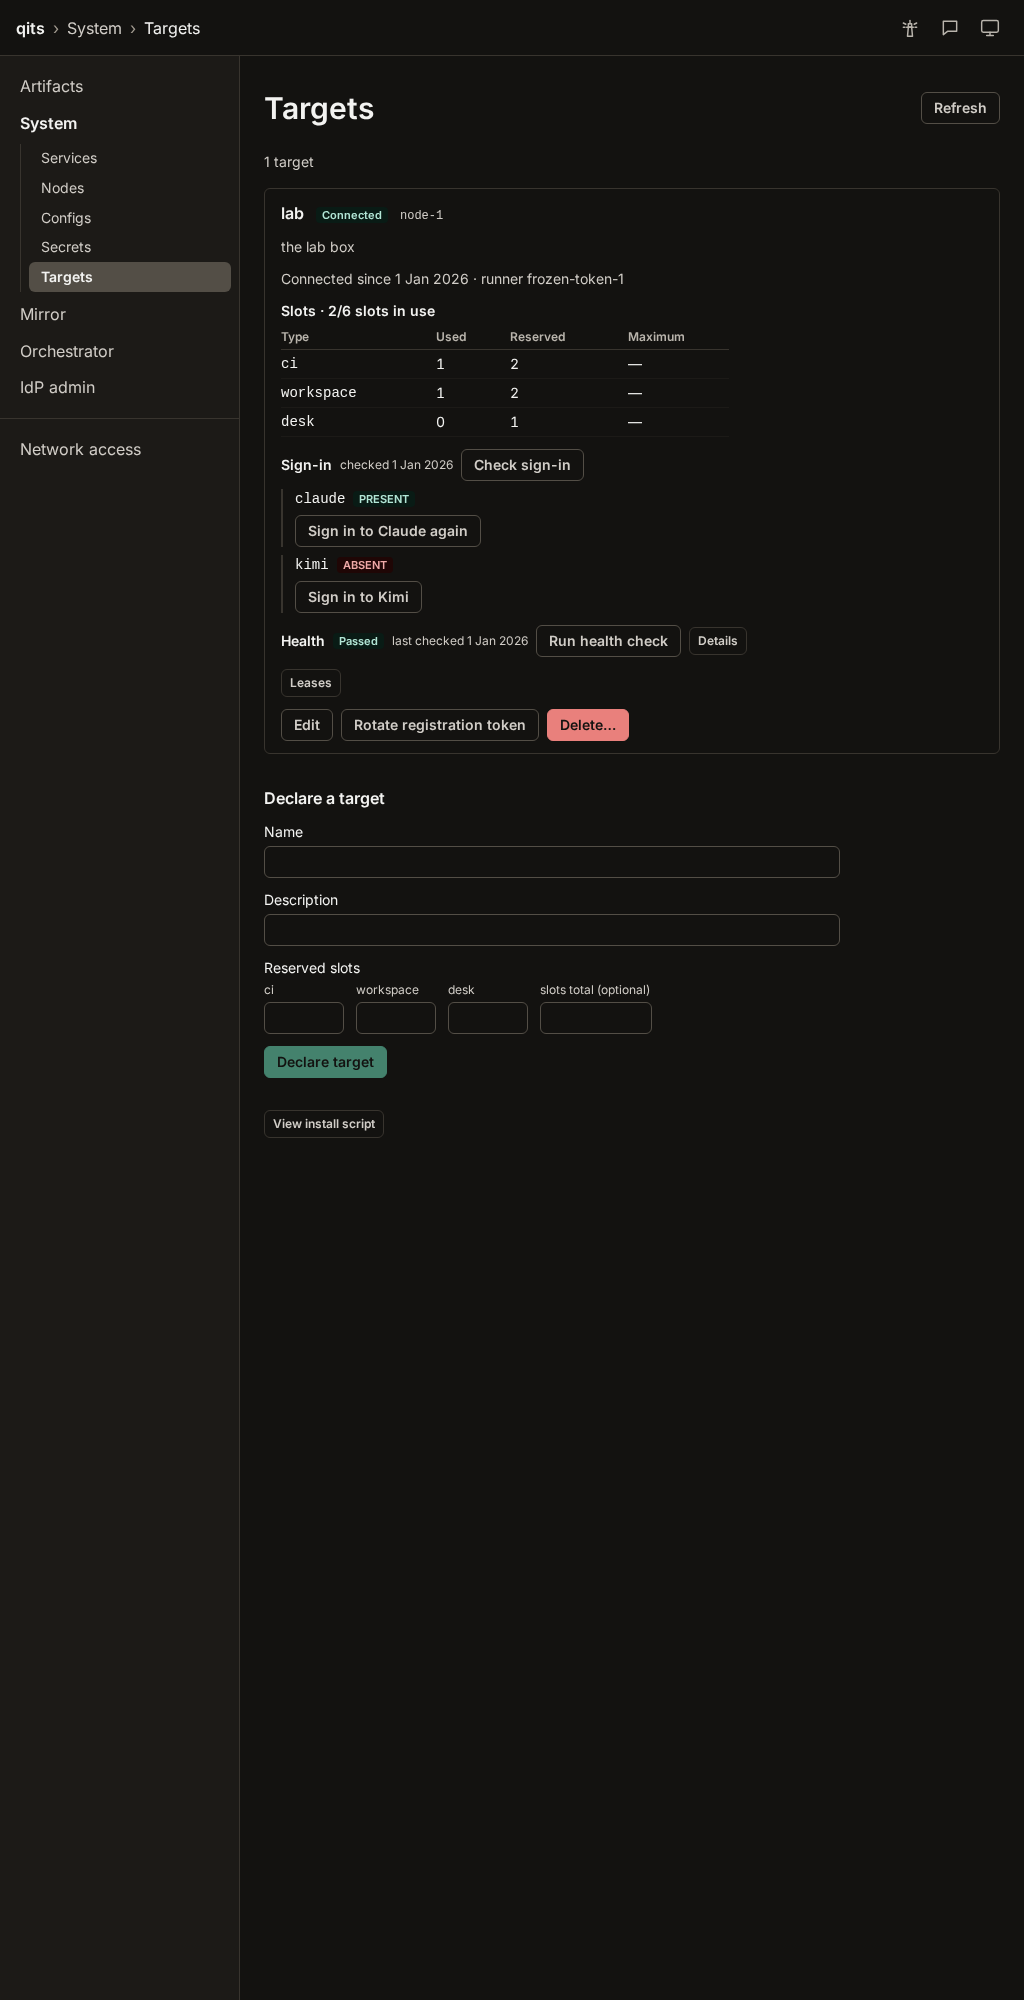 qits › System › Targets
Artifacts
System
Services
Nodes
Configs
Secrets
Targets
Mirror
Orchestrator
IdP admin
Network access
Targets
Refresh
1 target
lab Connected node-1
the lab box
Connected since 1 Jan 2026 · runner frozen-token-1
Slots · 2/6 slots in use
Type Used Reserved Maximum
ci 1 2 —
workspace 1 2 —
desk 0 1 —
Sign-in checked 1 Jan 2026 Check sign-in
claude PRESENT
Sign in to Claude again
kimi ABSENT
Sign in to Kimi
Health Passed last checked 1 Jan 2026 Run health check Details
Leases
Edit Rotate registration token Delete…
Declare a target
Name
Description
Reserved slots
ci workspace desk slots total (optional)
Declare target
View install script